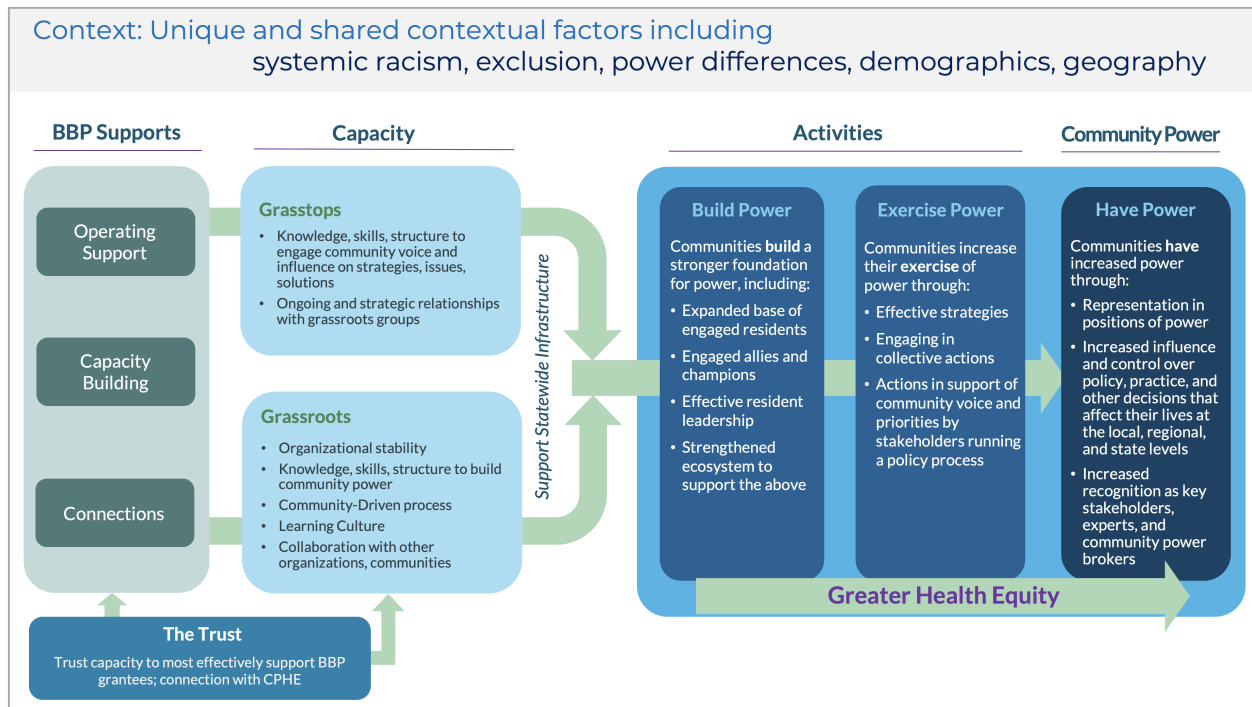 Context: Unique and shared contextual factors including
systemic racism, exclusion, power differences, demographics, geography
BBP Supports
Capacity
Activities
Community Power
Operating
Support
Capacity
Building
Connections
Grasstops
• Knowledge, skills, structure to
engage community voice and
influence on strategies, issues,
solutions
• Ongoing and strategic relationships
with grassroots groups
Grassroots
• Organizational stability
• Knowledge, skills, structure to build
community power
• Community-Driven process
• Learning Culture
• Collaboration with other
organizations, communities
Support Statewide Infrastructure
Build Power
Communities build a
stronger foundation
for power, including:
• Expanded base of
engaged residents
• Engaged allies and
champions
• Effective resident
leadership
• Strengthened
ecosystem to
support the above
Exercise Power
Communities increase
their exercise of
power through:
• Effective strategies
• Engaging in
collective actions
• Actions in support of
community voice and
priorities by
stakeholders running
a policy process
Have Power
Communities have
increased power
through:
• Representation in
positions of power
• Increased influence
and control over
policy, practice, and
other decisions that
affect their lives at
the local, regional,
and state levels
• Increased
recognition as key
stakeholders,
experts, and
community power
brokers
Greater Health Equity
The Trust
Trust capacity to most effectively support BBP
grantees; connection with CPHE